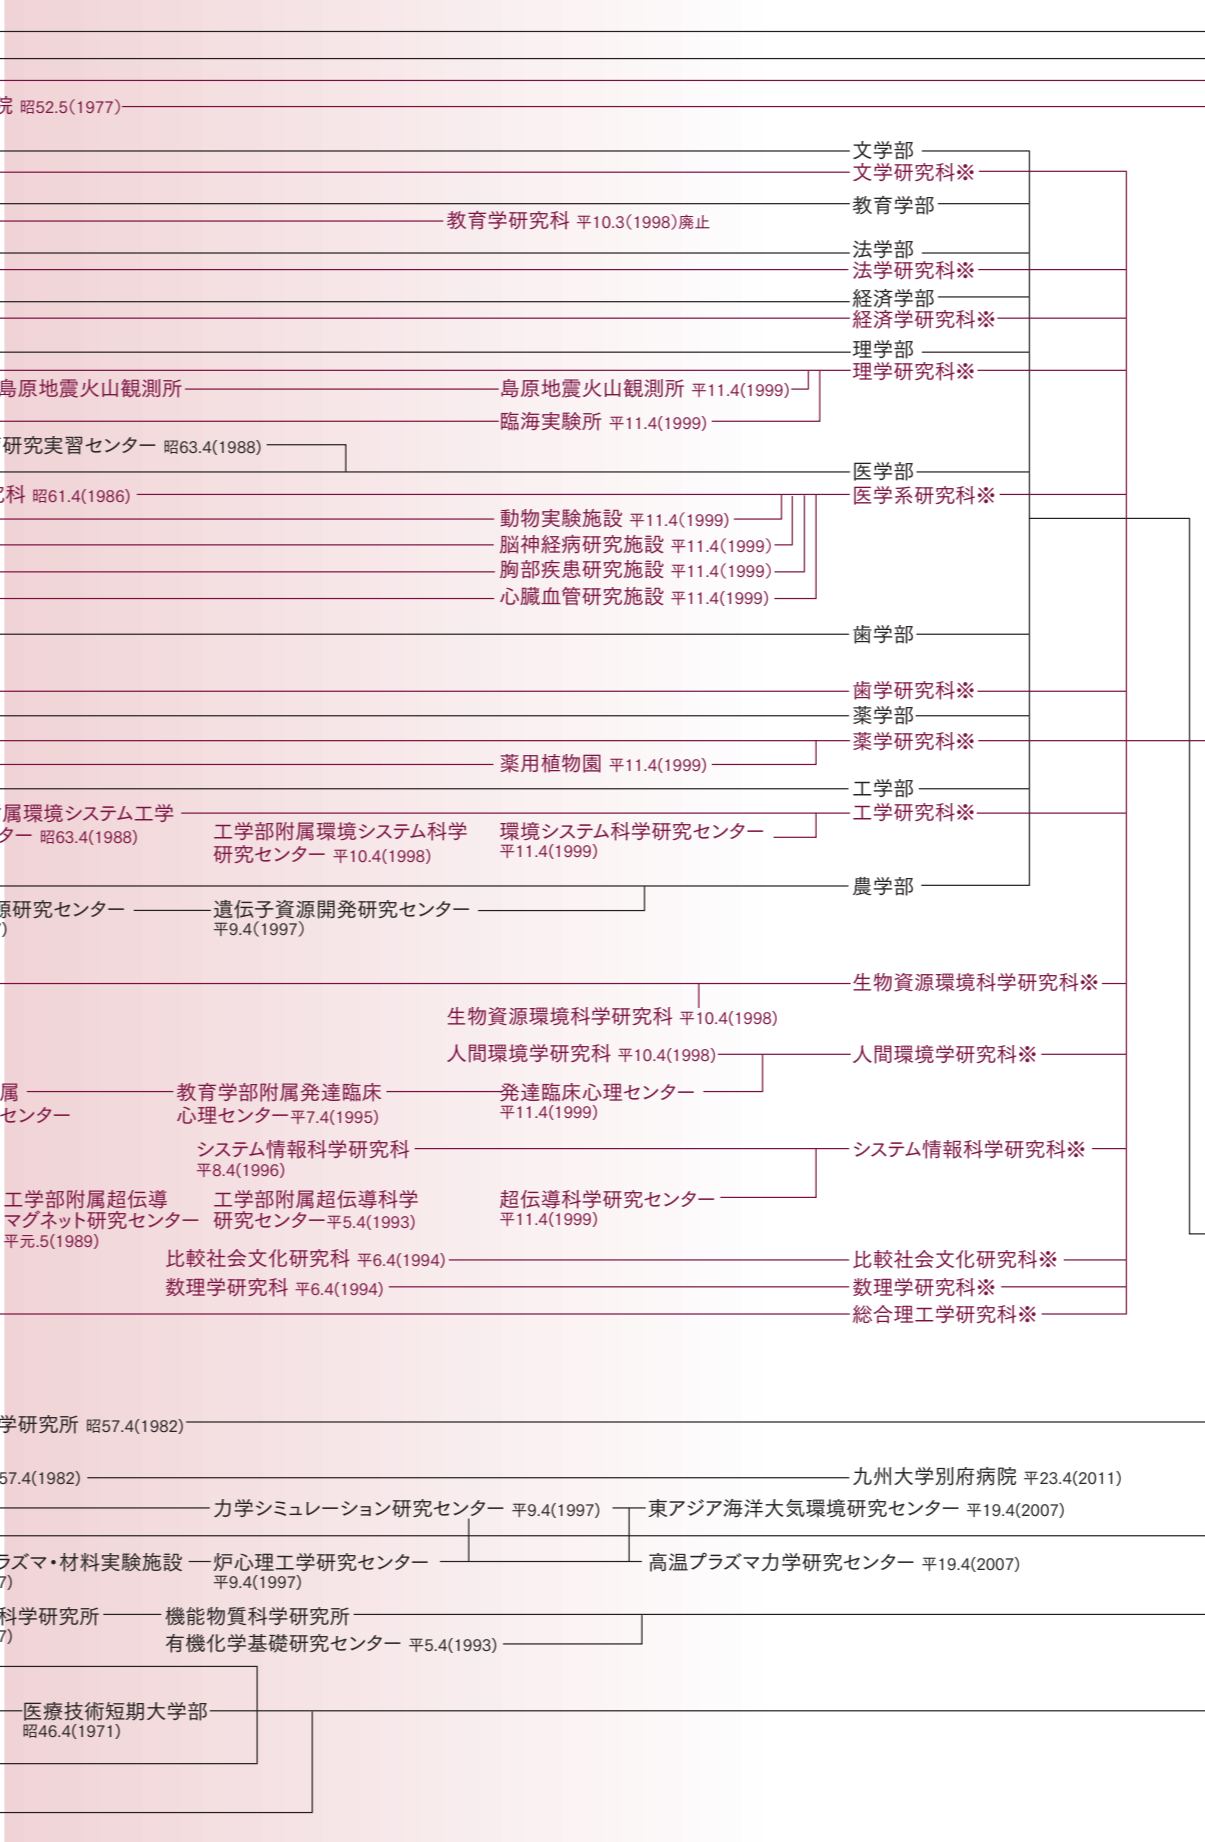 院 昭52.5(1977)
文学部
文学研究科※
教育学部
教育学研究科 平10.3(1998)廃止
法学部
法学研究科※
経済学部
経済学研究科※
理学部
理学研究科※
島原地震火山観測所 島原地震火山観測所 平11.4(1999)
臨海実験所 平11.4(1999)
研究実習センター 昭63.4(1988)
医学部
科 昭61.4(1986) 医学系研究科※
動物実験施設 平11.4(1999)
脳神経病研究施設 平11.4(1999)
胸部疾患研究施設 平11.4(1999)
心臓血管研究施設 平11.4(1999)
歯学部
歯学研究科※
薬学部
薬学研究科※
薬用植物園 平11.4(1999)
工学部
属環境システム工学 工学研究科※
ター 昭63.4(1988)
工学部附属環境システム科学
研究センター 平10.4(1998)
環境システム科学研究センター
平11.4(1999)
農学部
源研究センター 遺伝子資源開発研究センター
平9.4(1997)
生物資源環境科学研究科※
生物資源環境科学研究科 平10.4(1998)
人間環境学研究科 平10.4(1998) 人間環境学研究科※
属
センター
教育学部附属発達臨床
心理センター平7.4(1995)
発達臨床心理センター
平11.4(1999)
システム情報科学研究科
平8.4(1996)
システム情報科学研究科※
工学部附属超伝導
マグネット研究センター
平元.5(1989)
工学部附属超伝導科学
研究センター平5.4(1993)
超伝導科学研究センター
平11.4(1999)
比較社会文化研究科 平6.4(1994) 比較社会文化研究科※
数理学研究科 平6.4(1994) 数理学研究科※
総合理工学研究科※
学研究所 昭57.4(1982)
57.4(1982) 九州大学別府病院 平23.4(2011)
力学シミュレーション研究センター 平9.4(1997) 東アジア海洋大気環境研究センター 平19.4(2007)
ラズマ・材料実験施設
7)
炉心理工学研究センター
平9.4(1997)
高温プラズマ力学研究センター 平19.4(2007)
科学研究所
7)
機能物質科学研究所
有機化学基礎研究センター 平5.4(1993)
医療技術短期大学部
昭46.4(1971)